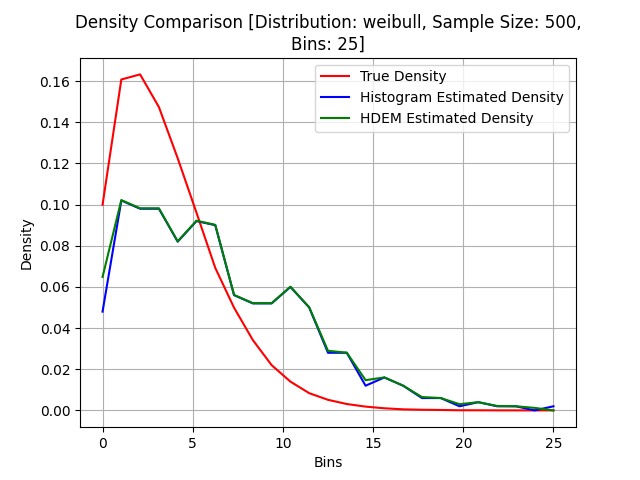 Density Comparison [Distribution: weibull, Sample Size: 500,
Bins: 25]
True Density
Histogram Estimated Density
HDEM Estimated Density
Density
0.16
0.14
0.12
0.10
0.08
0.06
0.04
0.02
0.00
0 5 10 15 20 25
Bins